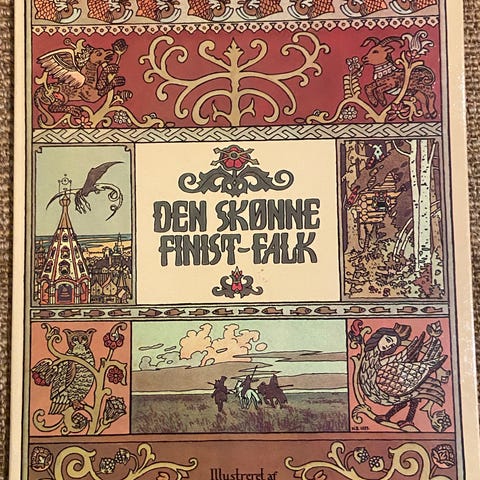 DEN SKØNNE
FINIST-FALK
Illustreret af